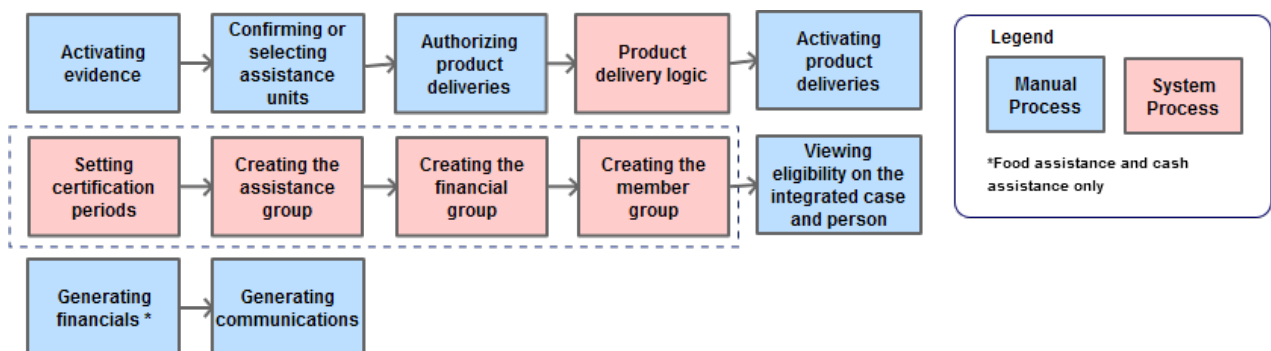 Activating
evidence
Confirming or
selecting
assistance
units
Authorizing
product
deliveries
Product
delivery logic
Activating
product
deliveries
Setting
certification
periods
Creating the
assistance
group
Creating the
financial
group
Creating the
member
group
Viewing
eligibility on the
integrated case
and person
Generating
financials *
Generating
communications
Legend
Manual
Process
System
Process
*Food assistance and cash
assistance only